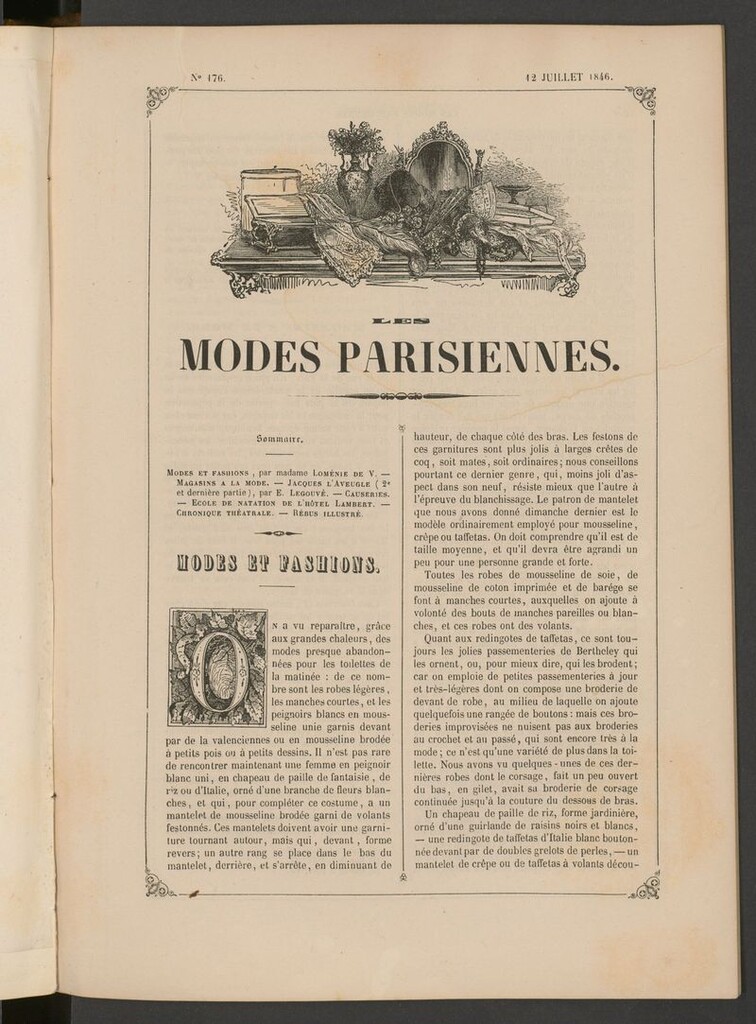 No 176.
12 JUILLET 1846.
LES
MODES PARISIENNES.
Sommaire.
MODES ET FASHIONS, par madame LOMÉNIE DE V. —
MAGASINS A LA MODE. — JACQUES L'AVEUGLE (2e
et dernière partie), par E. LEGOUVÉ. — CAUSERIES.
— ECOLE DE NATATION DE L'HÔTEL LAMBERT. —
CHRONIQUE THÉATRALE. — RÉBUS ILLUSTRÉ.
MODES ET FASHIONS.
ON A VU reparaître, grâce
aux grandes chaleurs, des
modes presque abandon-
nées pour les toilettes de
la matinée : de ce nom-
bre sont les robes légères,
les manches courtes, et les
peignoirs blancs en mous-
seline unie garnis devant
par de la valenciennes ou en mousseline brodée
à petits pois ou à petits dessins. Il n'est pas rare
de rencontrer maintenant une femme en peignoir
blanc uni, en chapeau de paille de fantaisie, de
riz ou d'Italie, orné d'une branche de fleurs blan-
ches, et qui, pour compléter ce costume, a un
mantelet de mousseline brodée garni de volants
festonnés. Ces mantelets doivent avoir une garni-
ture tournant autour, mais qui, devant, forme
revers; un autre rang se place dans le bas du
mantelet, derrière, et s'arrête, en diminuant de
hauteur, de chaque côté des bras. Les festons de
ces garnitures sont plus jolis à larges crêtes de
coq, soit mates, soit ordinaires; nous conseillons
pourtant ce dernier genre, qui, moins joli d'as-
pect dans son neuf, résiste mieux que l'autre à
l'épreuve du blanchissage. Le patron de mantelet
que nous avons donné dimanche dernier est le
modèle ordinairement employé pour mousseline,
crêpe ou taffetas. On doit comprendre qu'il est de
taille moyenne, et qu'il devra être agrandi un
peu pour une personne grande et forte.
Toutes les robes de mousseline de soie, de
mousseline de coton imprimée et de barége se
font à manches courtes, auxquelles on ajoute à
volonté des bouts de manches pareilles ou blan-
ches, et ces robes ont des volants.
Quant aux redingotes de taffetas, ce sont tou-
jours les jolies passementeries de Bertheley qui
les ornent, ou, pour mieux dire, qui les brodent;
car on emploie de petites passementeries à jour
et très-légères dont on compose une broderie de
devant de robe, au milieu de laquelle on ajoute
quelquefois une rangée de boutons : mais ces bro-
deries improvisées ne nuisent pas aux broderies
au crochet et au passé, qui sont encore très à la
mode; ce n'est qu'une variété de plus dans la toi-
lette. Nous avons vu quelques-unes de ces der-
nières robes dont le corsage, fait un peu ouvert
du bas, en gilet, avait sa broderie de corsage
continuée jusqu'à la couture du dessous de bras.
Un chapeau de paille de riz, forme jardinière,
orné d'une guirlande de raisins noirs et blancs,
— une redingote de taffetas d'Italie blanc bouton-
née devant par de doubles grelots de perles, — un
mantelet de crêpe ou de taffetas à volants décou-